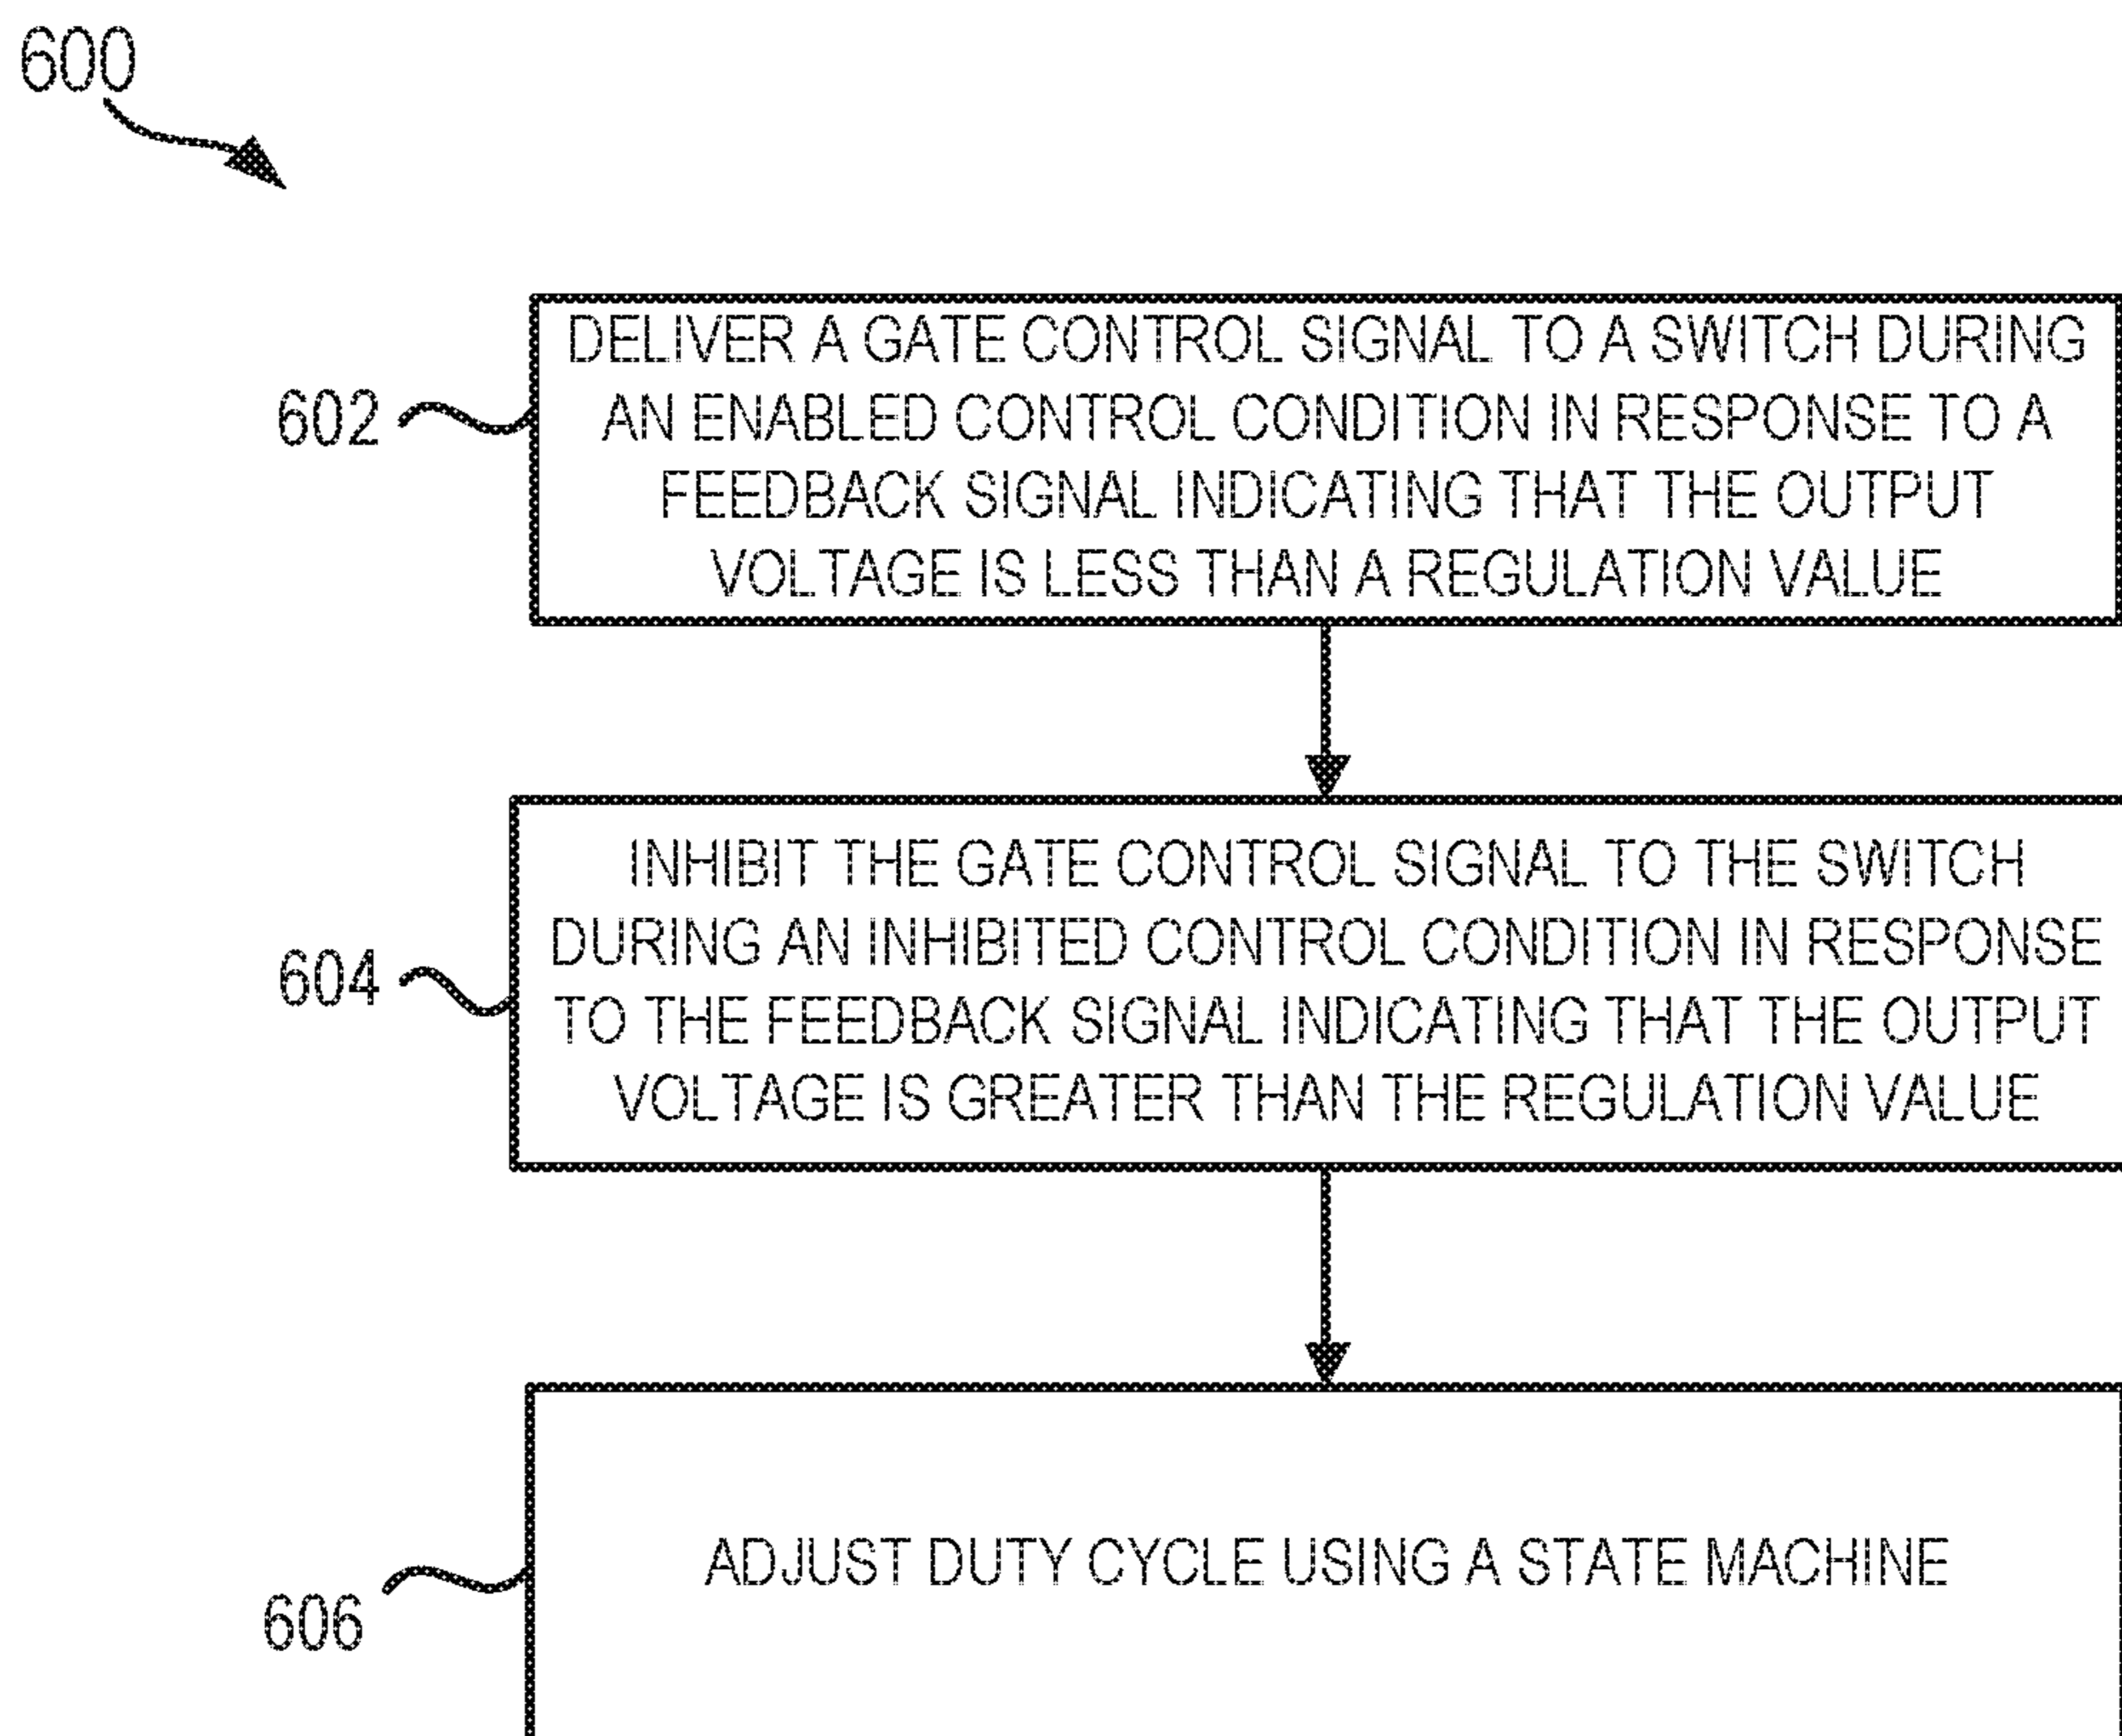 600
602
DELIVER A GATE CONTROL SIGNAL TO A SWITCH DURING
AN ENABLED CONTROL CONDITION IN RESPONSE TO A
FEEDBACK SIGNAL INDICATING THAT THE OUTPUT
VOLTAGE IS LESS THAN A REGULATION VALUE
604
INHIBIT THE GATE CONTROL SIGNAL TO THE SWITCH
DURING AN INHIBITED CONTROL CONDITION IN RESPONSE
TO THE FEEDBACK SIGNAL INDICATING THAT THE OUTPUT
VOLTAGE IS GREATER THAN THE REGULATION VALUE
606
ADJUST DUTY CYCLE USING A STATE MACHINE